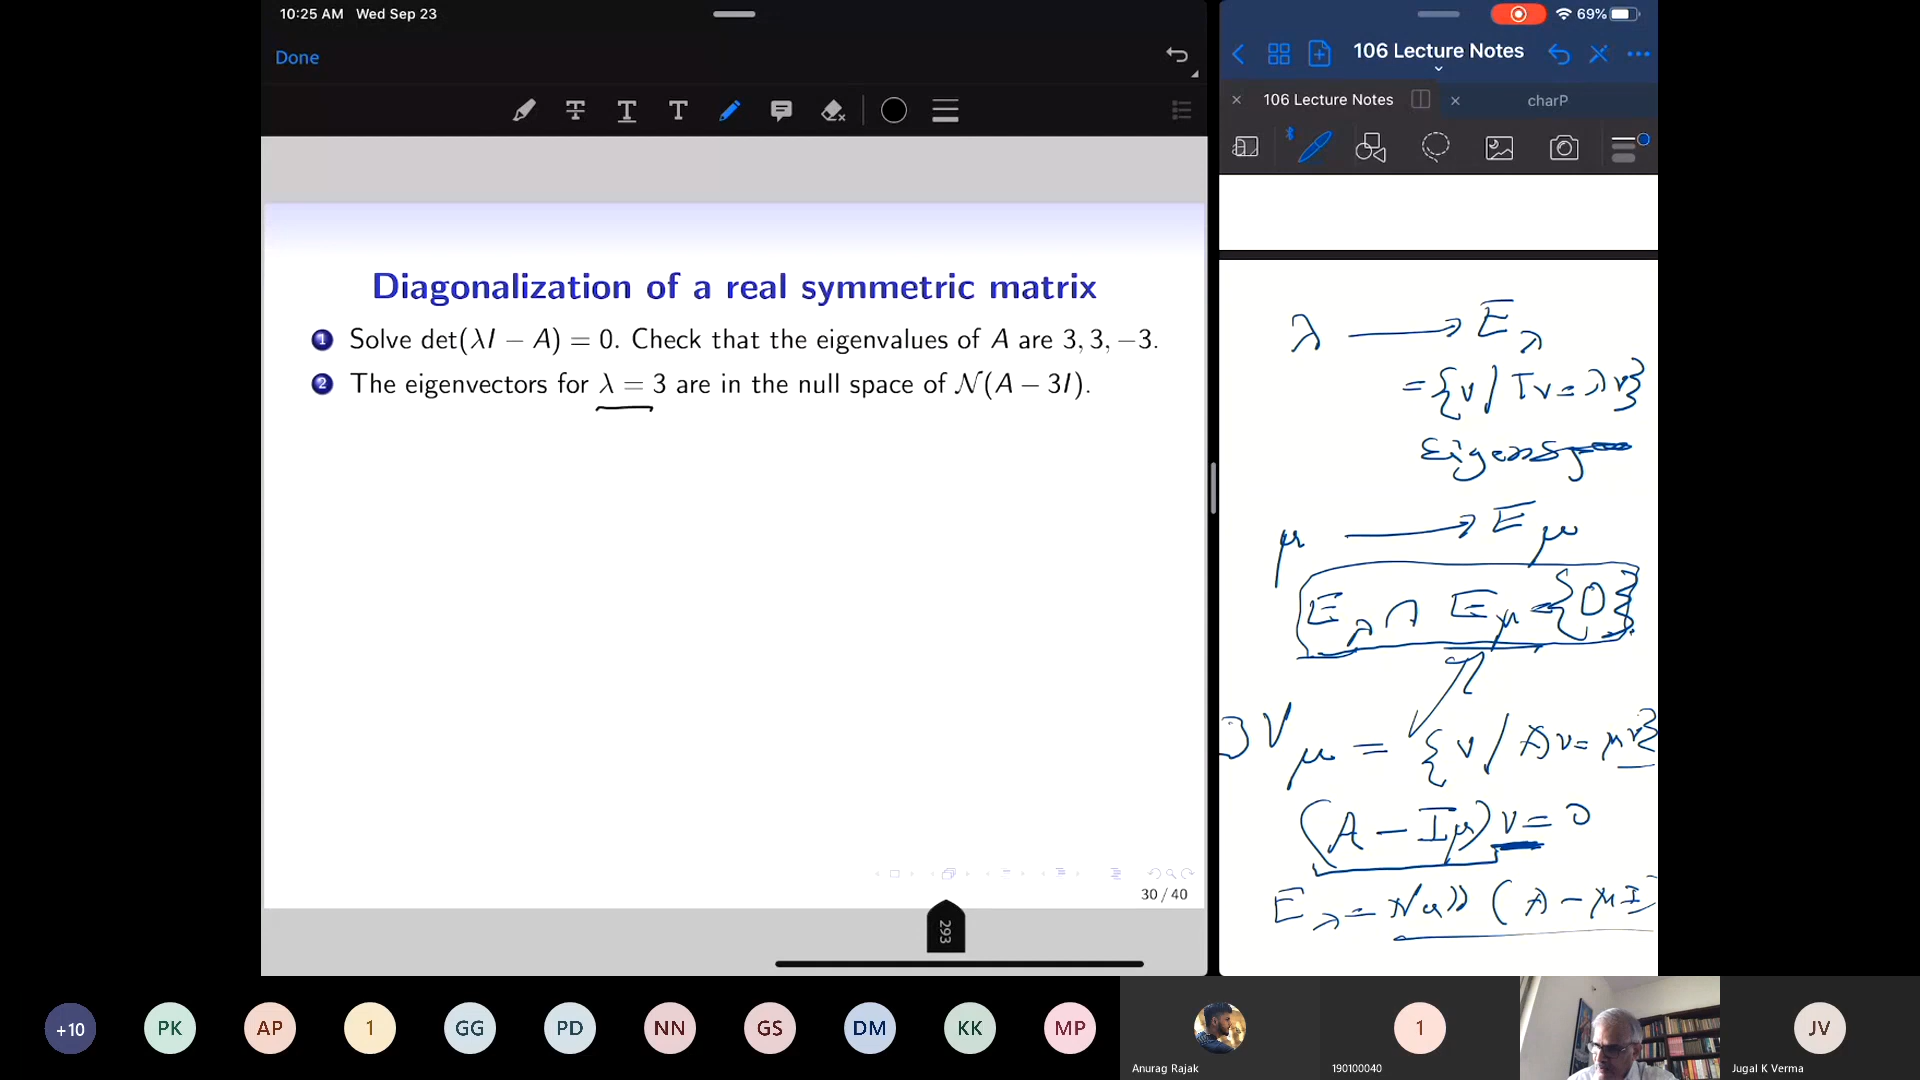 10:25 AM Wed Sep 23
Done
Diagonalization of a real symmetric matrix
1 Solve det(λI − A) = 0. Check that the eigenvalues of A are 3, 3, −3.
2 The eigenvectors for λ = 3 are in the null space of 𝒩(A − 3I).
30 / 40
293
69%
106 Lecture Notes
106 Lecture Notes
charP
λ ⟶ E_λ
= {v / Tv = λv}
μ ⟶ E_μ
E_λ ∩ E_μ = {0}
V_μ = {v / Av = μv}
(A − Iμ) v = 0
E_λ = Null (A − μI)
+10
PK
AP
1
GG
PD
NN
GS
DM
KK
MP
Anurag Rajak
1
190100040
JV
Jugal K Verma